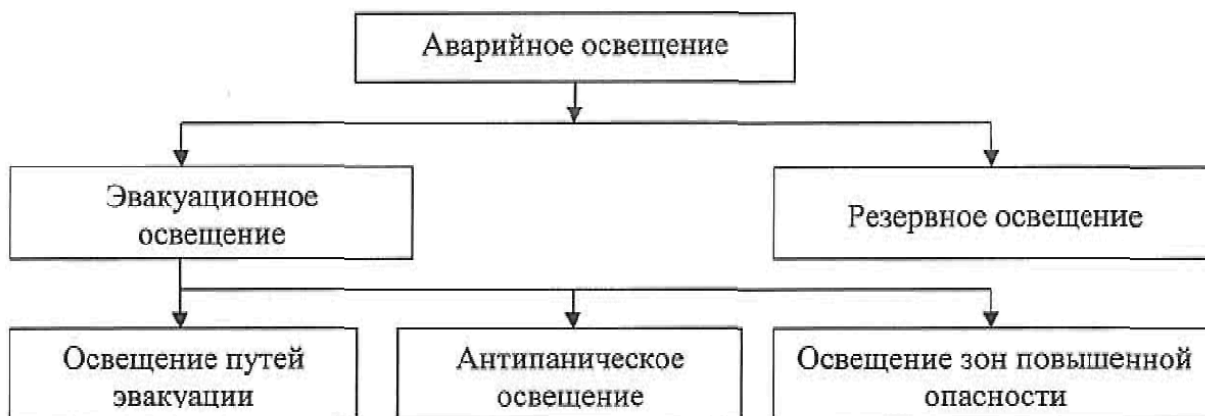 Аварийное освещение
Эвакуационное
освещение
Резервное освещение
Освещение путей
эвакуации
Антипаническое
освещение
Освещение зон повышенной
опасности